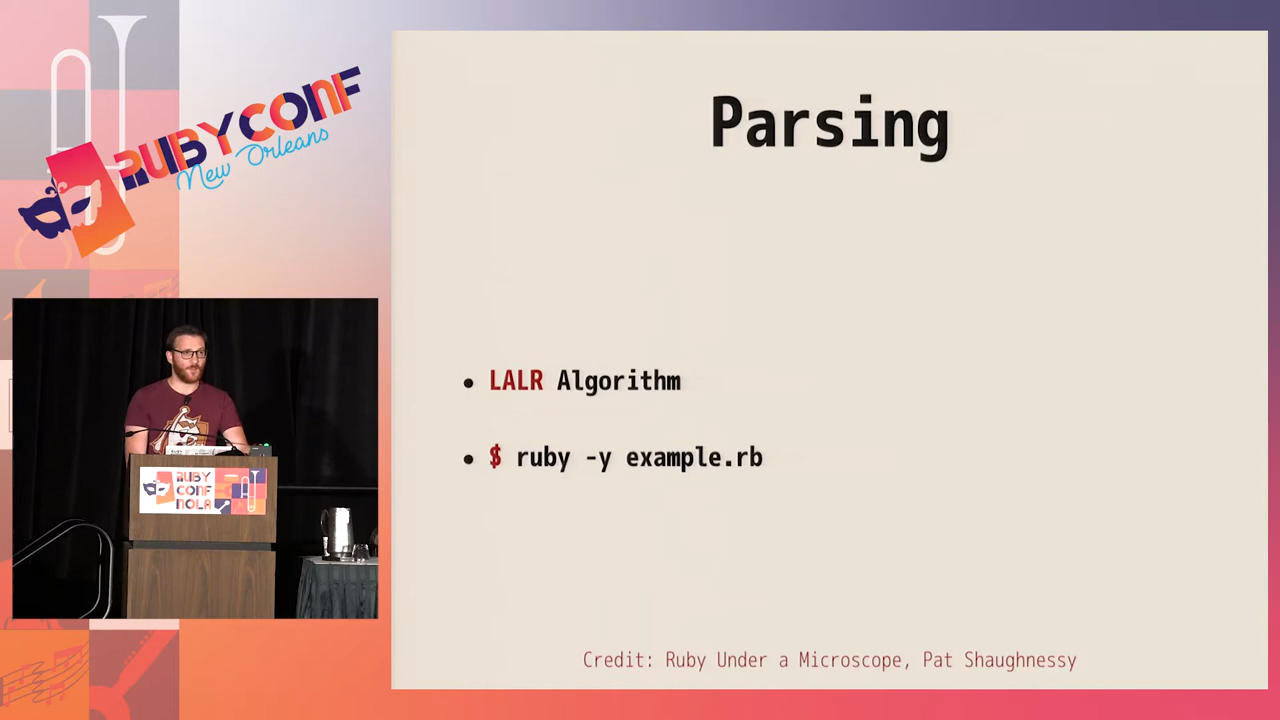 RUBYCONF
New Orleans
Parsing
• LALR Algorithm
• $ ruby -y example.rb
Credit: Ruby Under a Microscope, Pat Shaughnessy
RUBY
CONF
NOLA